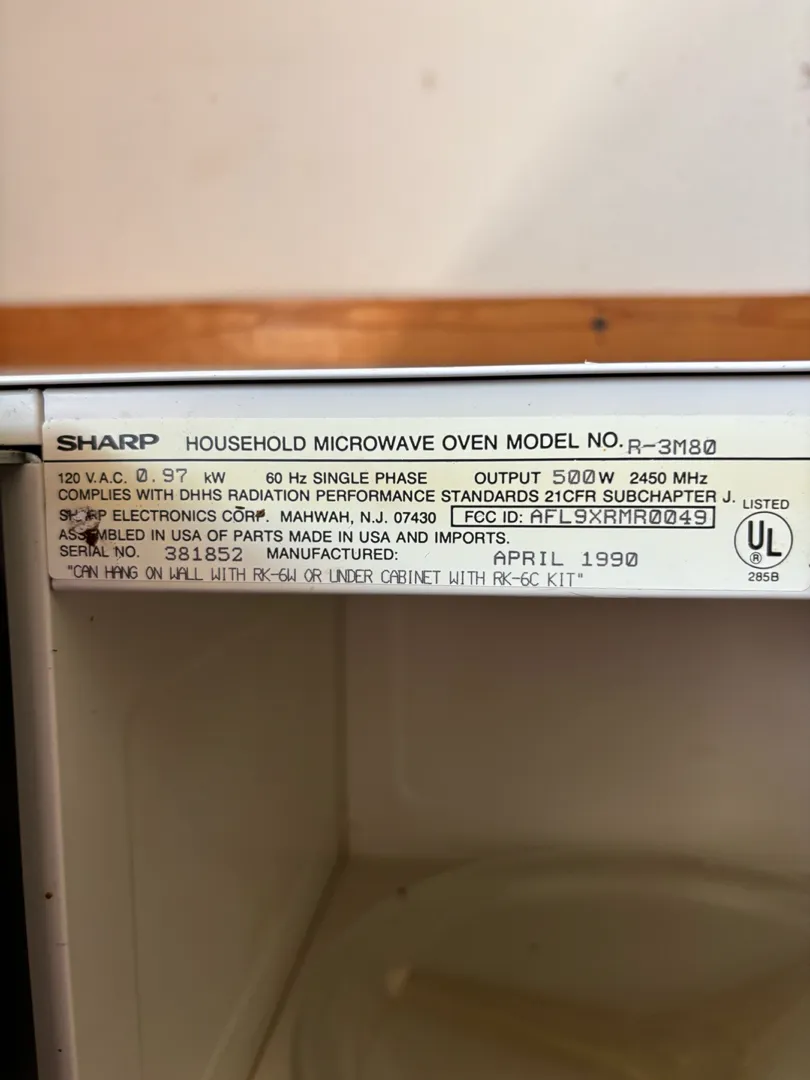 SHARP HOUSEHOLD MICROWAVE OVEN MODEL NO. R-3M80
120 V.A.C. 0.97 kW 60 Hz SINGLE PHASE OUTPUT 500W 2450 MHz
COMPLIES WITH DHHS RADIATION PERFORMANCE STANDARDS 21CFR SUBCHAPTER J.
SHARP ELECTRONICS CORP. MAHWAH, N.J. 07430 FCC ID: AFL9XRMR0049
ASSEMBLED IN USA OF PARTS MADE IN USA AND IMPORTS.
SERIAL NO. 381852 MANUFACTURED: APRIL 1990
"CAN HANG ON WALL WITH RK-6W OR UNDER CABINET WITH RK-6C KIT"
LISTED
UL ®
285B